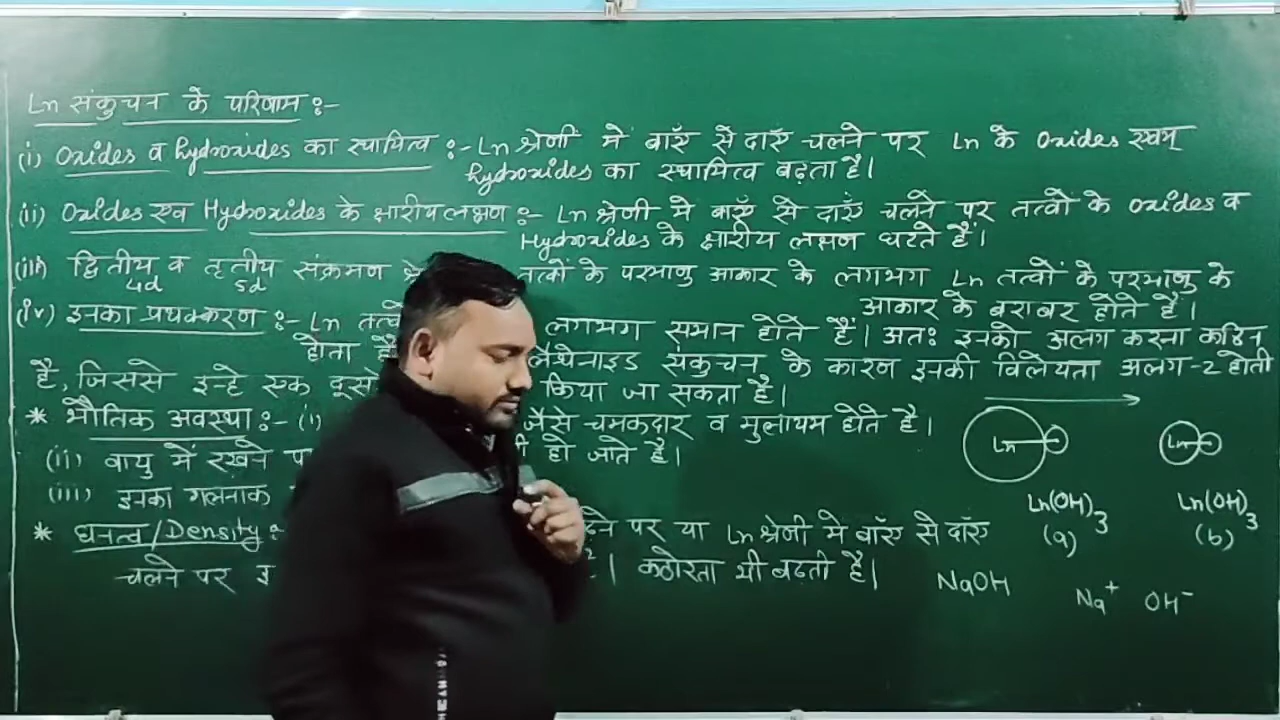 Ln संकुचन के परिणाम :-
(i) Oxides व hydroxides का स्थायित्व :- Ln श्रेणी में बाएँ से दाएँ चलने पर Ln के Oxides एवम्
hydroxides का स्थायित्व बढ़ता है।
(ii) Oxides एव Hydroxides के क्षारीय लक्षण :- Ln श्रेणी में बाएँ से दाएँ चलने पर तत्वों के Oxides व
Hydroxides के क्षारीय लक्षण घटते हैं।
(iii) द्वितीय व तृतीय संक्रमण तत्वों के परमाणु आकार के लगभग Ln तत्वों के परमाणु के
4d 5d
आकार के बराबर होते हैं।
(iv) इनका प्रथक्करण :- Ln लगभग समान होते हैं। अतः इनको अलग करना कठिन
होता है लैंथेनाइड संकुचन के कारण इनकी विलेयता अलग-2 होती
है, जिससे इन्हे एक किया जा सकता है।
* भौतिक अवस्था :- (i) जैसे चमकदार व मुलायम होते है।
(ii) वायु में रखने हो जाते है।
(iii) इनका गलनांक
* घनत्व/Density :- पर या Ln श्रेणी में बाएँ से दाएँ
चलने पर । कठोरता भी बढ़ती है।
Ln Ln
Ln(OH)3 Ln(OH)3
(a) (b)
NaOH Na+ OH-